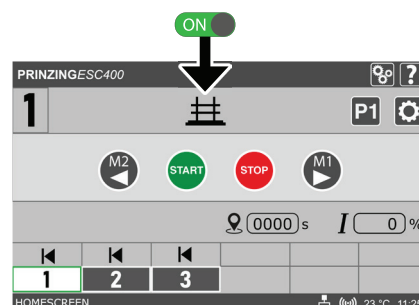 ON
PRINZINGESC400 ?
1 P1
M2 START STOP M1
0000 s I 0 %
1 2 3
HOMESCREEN 23 °C